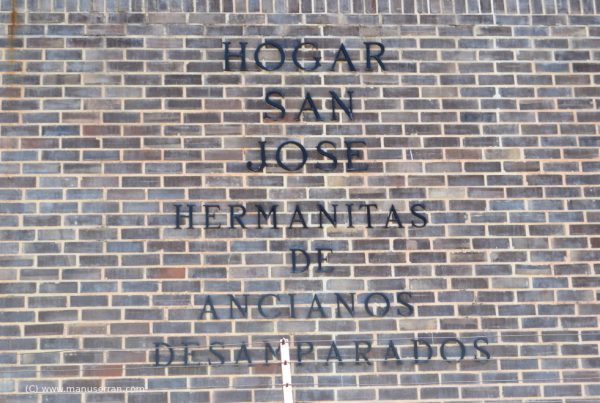 HOGAR
SAN
JOSE
HERMANITAS
DE
ANCIANOS
DESAMPARADOS
(C) www.manuserran.com